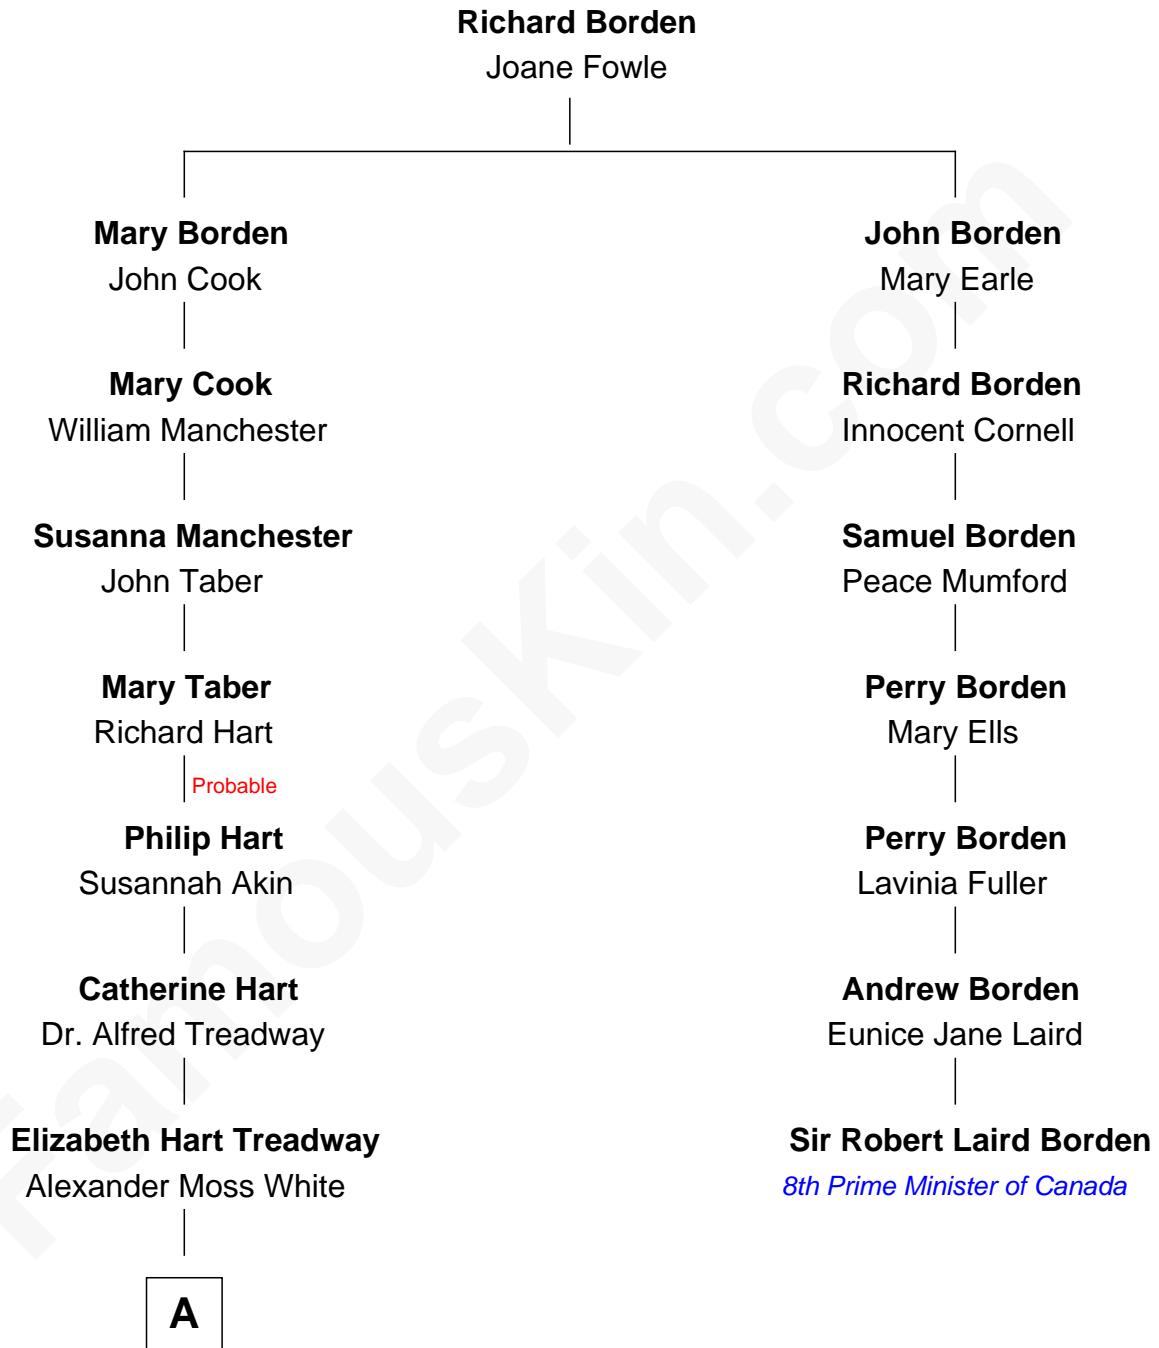 Richard Borden
Joane Fowle
Mary Borden
John Cook
John Borden
Mary Earle
Mary Cook
William Manchester
Richard Borden
Innocent Cornell
Susanna Manchester
John Taber
Samuel Borden
Peace Mumford
Mary Taber
Richard Hart
Probable
Perry Borden
Mary Ells
Philip Hart
Susannah Akin
Perry Borden
Lavinia Fuller
Catherine Hart
Dr. Alfred Treadway
Andrew Borden
Eunice Jane Laird
Elizabeth Hart Treadway
Alexander Moss White
Sir Robert Laird Borden
8th Prime Minister of Canada
A
FamousKin.com